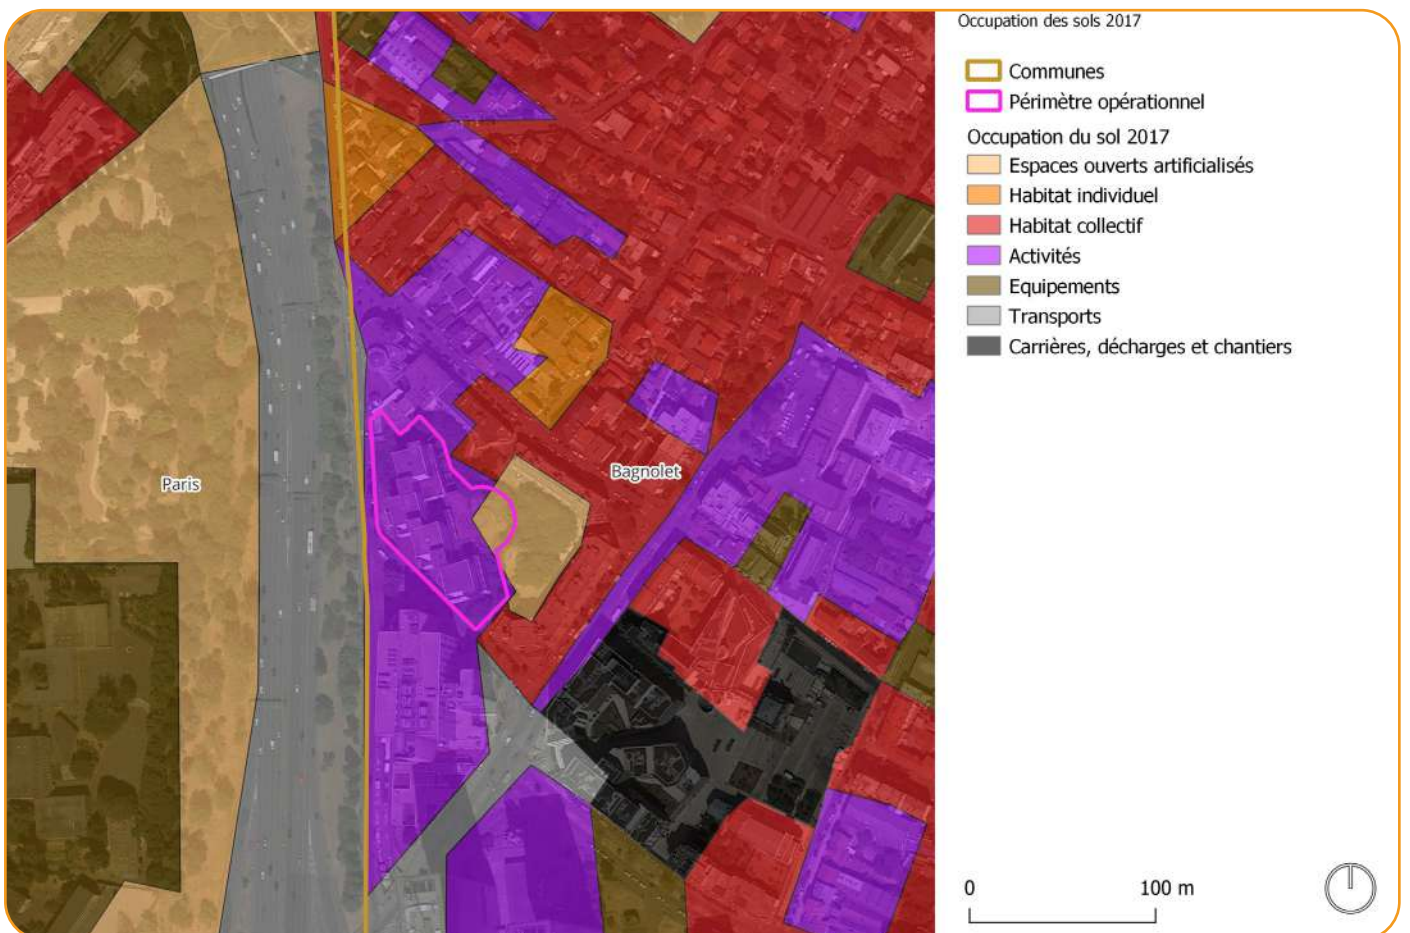 Occupation des sols 2017
Communes
Périmètre opérationnel
Occupation du sol 2017
Espaces ouverts artificialisés
Habitat individuel
Habitat collectif
Activités
Equipements
Transports
Carrières, décharges et chantiers
Bagnolet
Paris
0 100 m